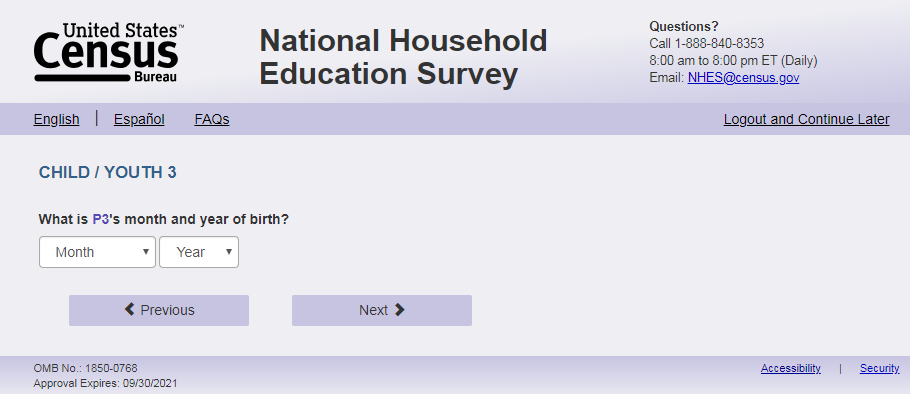 United States™
Census
Bureau
National Household
Education Survey
Questions?
Call 1-888-840-8353
8:00 am to 8:00 pm ET (Daily)
Email: NHES@census.gov
English | Español FAQs
Logout and Continue Later
CHILD / YOUTH 3
What is P3's month and year of birth?
Month Year
Previous Next
OMB No.: 1850-0768
Approval Expires: 09/30/2021
Accessibility | Security